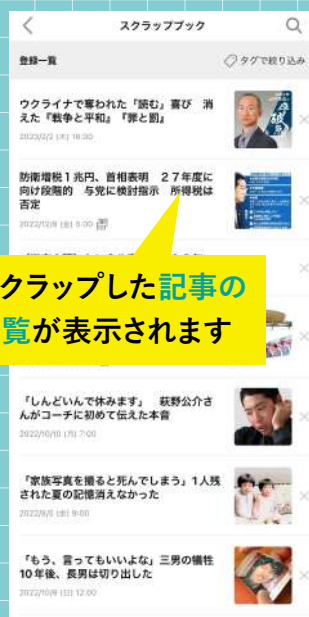 スクラップブック
登録一覧
タグで絞り込み
ウクライナで奪われた「読む」喜び 消
えた『戦争と平和』『罪と罰』
2023/2/2 (木) 16:00
防衛増税1兆円、首相表明 27年度に
向け段階的 与党に検討指示 所得税は
否定
2022/12/9 (金) 5:00
クラップした記事の
覧が表示されます
「しんどいんで休みます」 萩野公介さ
んがコーチに初めて伝えた本音
2022/10/10 (月) 7:00
「家族写真を撮ると死んでしまう」1人残
された夏の記憶消えなかった
9:00
「もう、言ってもいいよな」三男の犠牲
10年後、長男は切り出した
2022/10/9 (日) 12:00